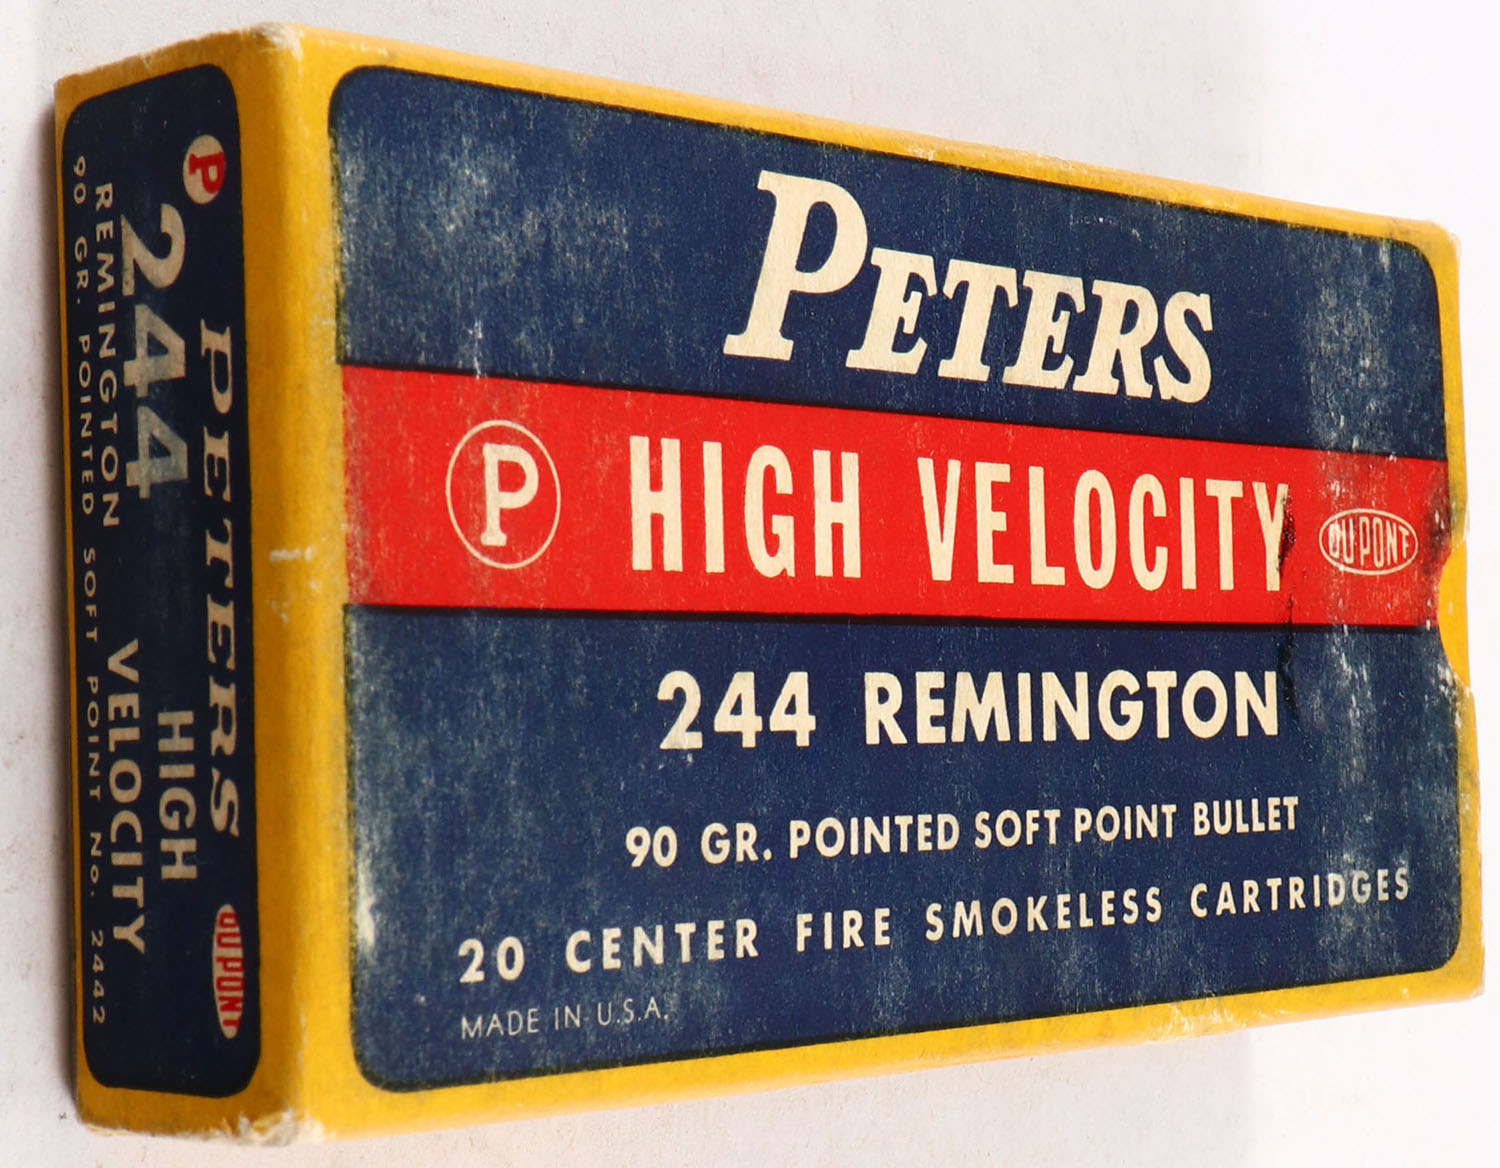 PETERS
P HIGH VELOCITY DUPONT
244 REMINGTON
90 GR. POINTED SOFT POINT BULLET
20 CENTER FIRE SMOKELESS CARTRIDGES
MADE IN U.S.A.
P PETERS DUPONT
244 HIGH
VELOCITY
REMINGTON
90 GR. POINTED SOFT POINT No. 2442